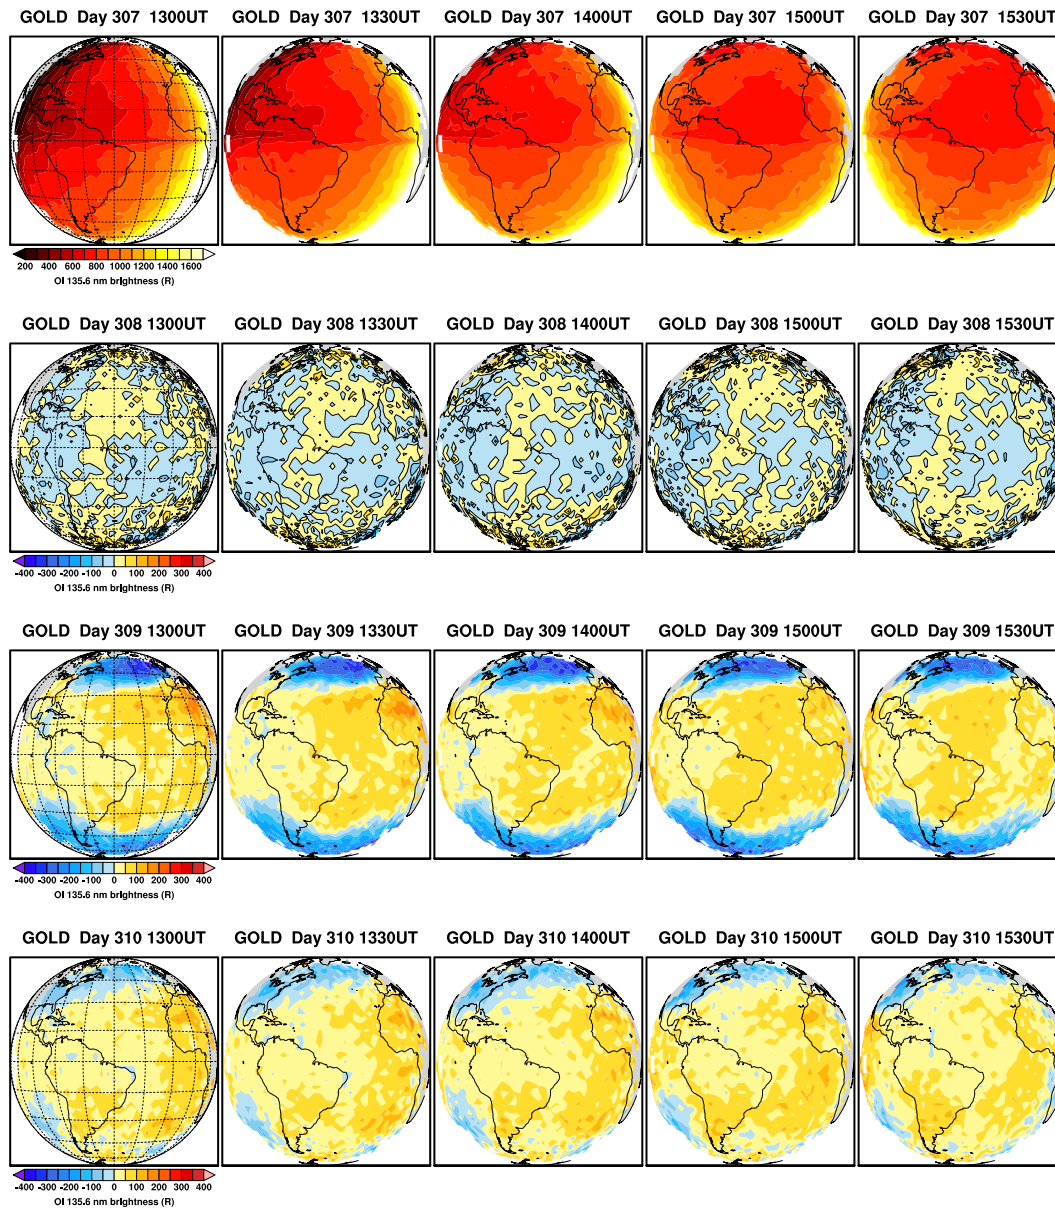 GOLD Day 307 1300UT
GOLD Day 307 1330UT
GOLD Day 307 1400UT
GOLD Day 307 1500UT
GOLD Day 307 1530UT
200 400 600 800 1000 1200 1400 1600
OI 135.6 nm brightness (R)
GOLD Day 308 1300UT
GOLD Day 308 1330UT
GOLD Day 308 1400UT
GOLD Day 308 1500UT
GOLD Day 308 1530UT
-400 -300 -200 -100 0 100 200 300 400
OI 135.6 nm brightness (R)
GOLD Day 309 1300UT
GOLD Day 309 1330UT
GOLD Day 309 1400UT
GOLD Day 309 1500UT
GOLD Day 309 1530UT
-400 -300 -200 -100 0 100 200 300 400
OI 135.6 nm brightness (R)
GOLD Day 310 1300UT
GOLD Day 310 1330UT
GOLD Day 310 1400UT
GOLD Day 310 1500UT
GOLD Day 310 1530UT
-400 -300 -200 -100 0 100 200 300 400
OI 135.6 nm brightness (R)